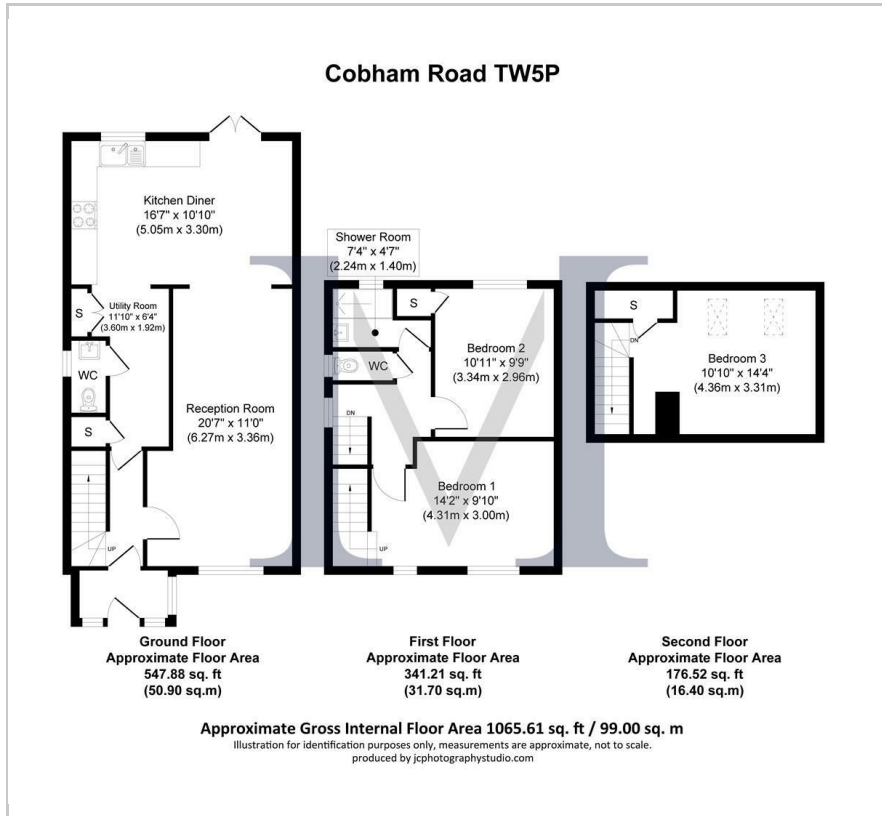 Cobham Road TW5P
Kitchen Diner
16'7" x 10'10"
(5.05m x 3.30m)
S
Utility Room
11'10" x 6'4"
(3.60m x 1.92m)
WC
S
Reception Room
20'7" x 11'0"
(6.27m x 3.36m)
UP
Ground Floor
Approximate Floor Area
547.88 sq. ft
(50.90 sq.m)
Shower Room
7'4" x 4'7"
(2.24m x 1.40m)
S
Bedroom 2
10'11" x 9'9"
(3.34m x 2.96m)
WC
DN
Bedroom 1
14'2" x 9'10"
(4.31m x 3.00m)
UP
First Floor
Approximate Floor Area
341.21 sq. ft
(31.70 sq.m)
S
DN
Bedroom 3
10'10" x 14'4"
(4.36m x 3.31m)
Second Floor
Approximate Floor Area
176.52 sq. ft
(16.40 sq.m)
IVI
Approximate Gross Internal Floor Area 1065.61 sq. ft / 99.00 sq. m
Illustration for identification purposes only, measurements are approximate, not to scale.
produced by jcphotographystudio.com